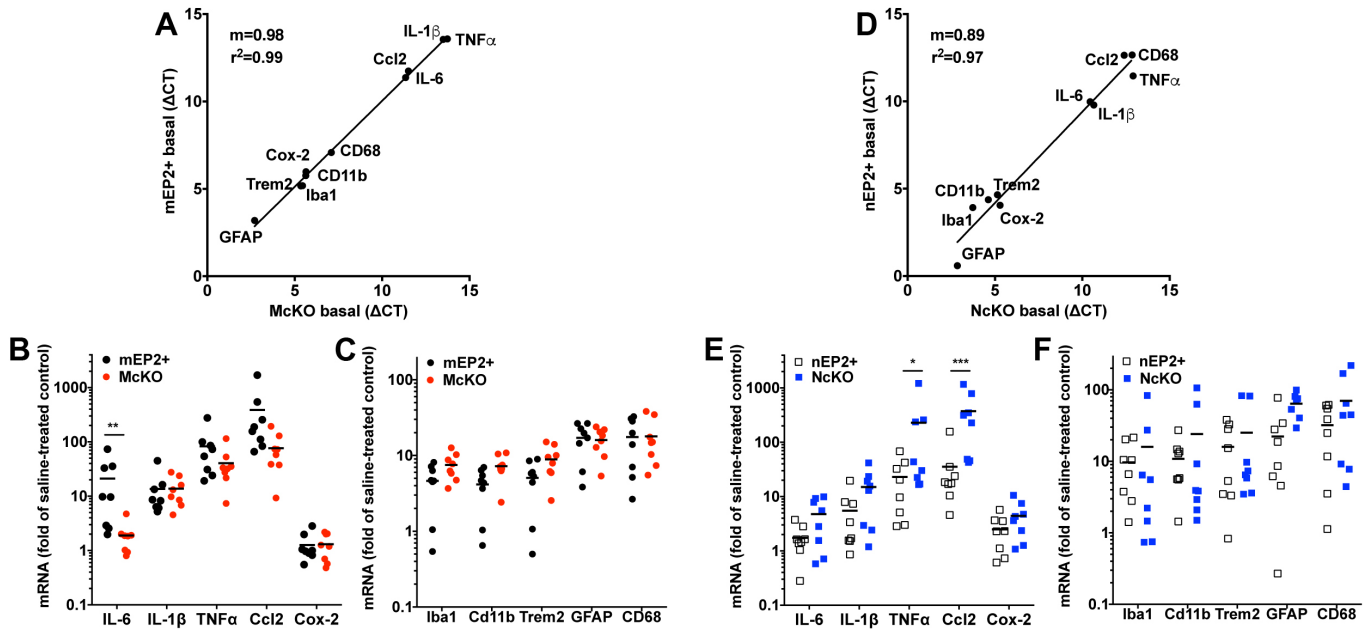 A
m=0.98
r²=0.99
IL-1β
TNFα
Ccl2
IL-6
Cox-2
CD68
CD11b
Trem2
Iba1
GFAP
mEP2+ basal (ΔCT)
15
10
5
0
0 5 10 15
McKO basal (ΔCT)
D
m=0.89
r²=0.97
Ccl2
CD68
TNFα
IL-6
IL-1β
CD11b
Trem2
Iba1
Cox-2
GFAP
nEP2+ basal (ΔCT)
15
10
5
0
0 5 10 15
NcKO basal (ΔCT)
B
mEP2+
McKO
**
mRNA (fold of saline-treated control)
1000
100
10
1
0.1
IL-6 IL-1β TNFα Ccl2 Cox-2
C
mEP2+
McKO
mRNA (fold of saline-treated control)
100
10
1
0.1
Iba1 Cd11b Trem2 GFAP CD68
E
nEP2+
NcKO
*
***
mRNA (fold of saline-treated control)
1000
100
10
1
0.1
IL-6 IL-1β TNFα Ccl2 Cox-2
F
nEP2+
NcKO
mRNA (fold of saline-treated control)
100
10
1
0.1
Iba1 Cd11b Trem2 GFAP CD68